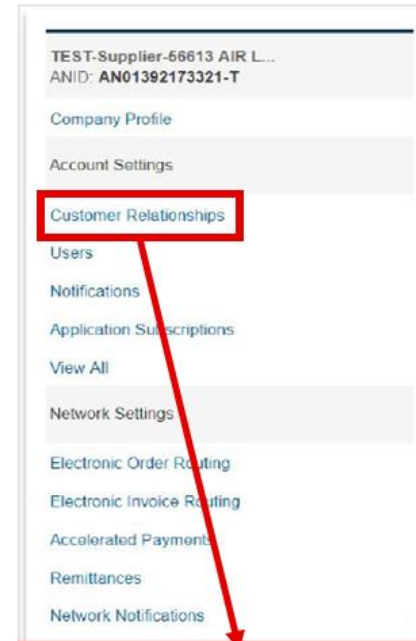 TEST-Supplier-56613 AIR L...
ANID: AN01392173321-T
Company Profile
Account Settings
Customer Relationships
Users
Notifications
Application Subscriptions
View All
Network Settings
Electronic Order Routing
Electronic Invoice Routing
Accelerated Payments
Remittances
Network Notifications